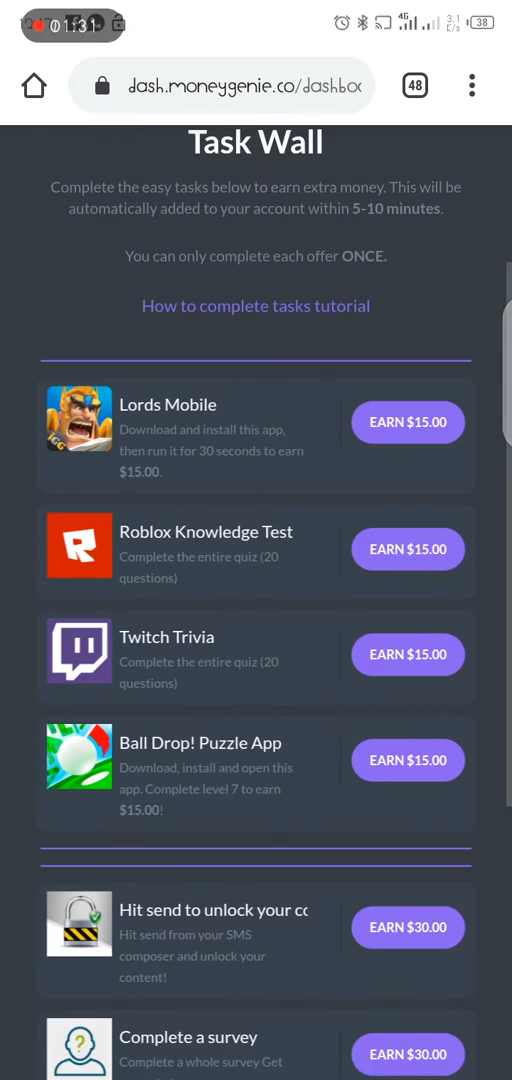 01:31
4G
3.1
K/s
38
dash.moneygenie.co/dashboa
48
Task Wall
Complete the easy tasks below to earn extra money. This will be
automatically added to your account within 5-10 minutes.
You can only complete each offer ONCE.
How to complete tasks tutorial
Lords Mobile
Download and install this app,
then run it for 30 seconds to earn
$15.00.
EARN $15.00
IGG
Roblox Knowledge Test
Complete the entire quiz (20
questions)
EARN $15.00
Twitch Trivia
Complete the entire quiz (20
questions)
EARN $15.00
Ball Drop! Puzzle App
Download, install and open this
app. Complete level 7 to earn
$15.00!
EARN $15.00
Hit send to unlock your co
Hit send from your SMS
composer and unlock your
content!
EARN $30.00
Complete a survey
Complete a whole survey Get
EARN $30.00